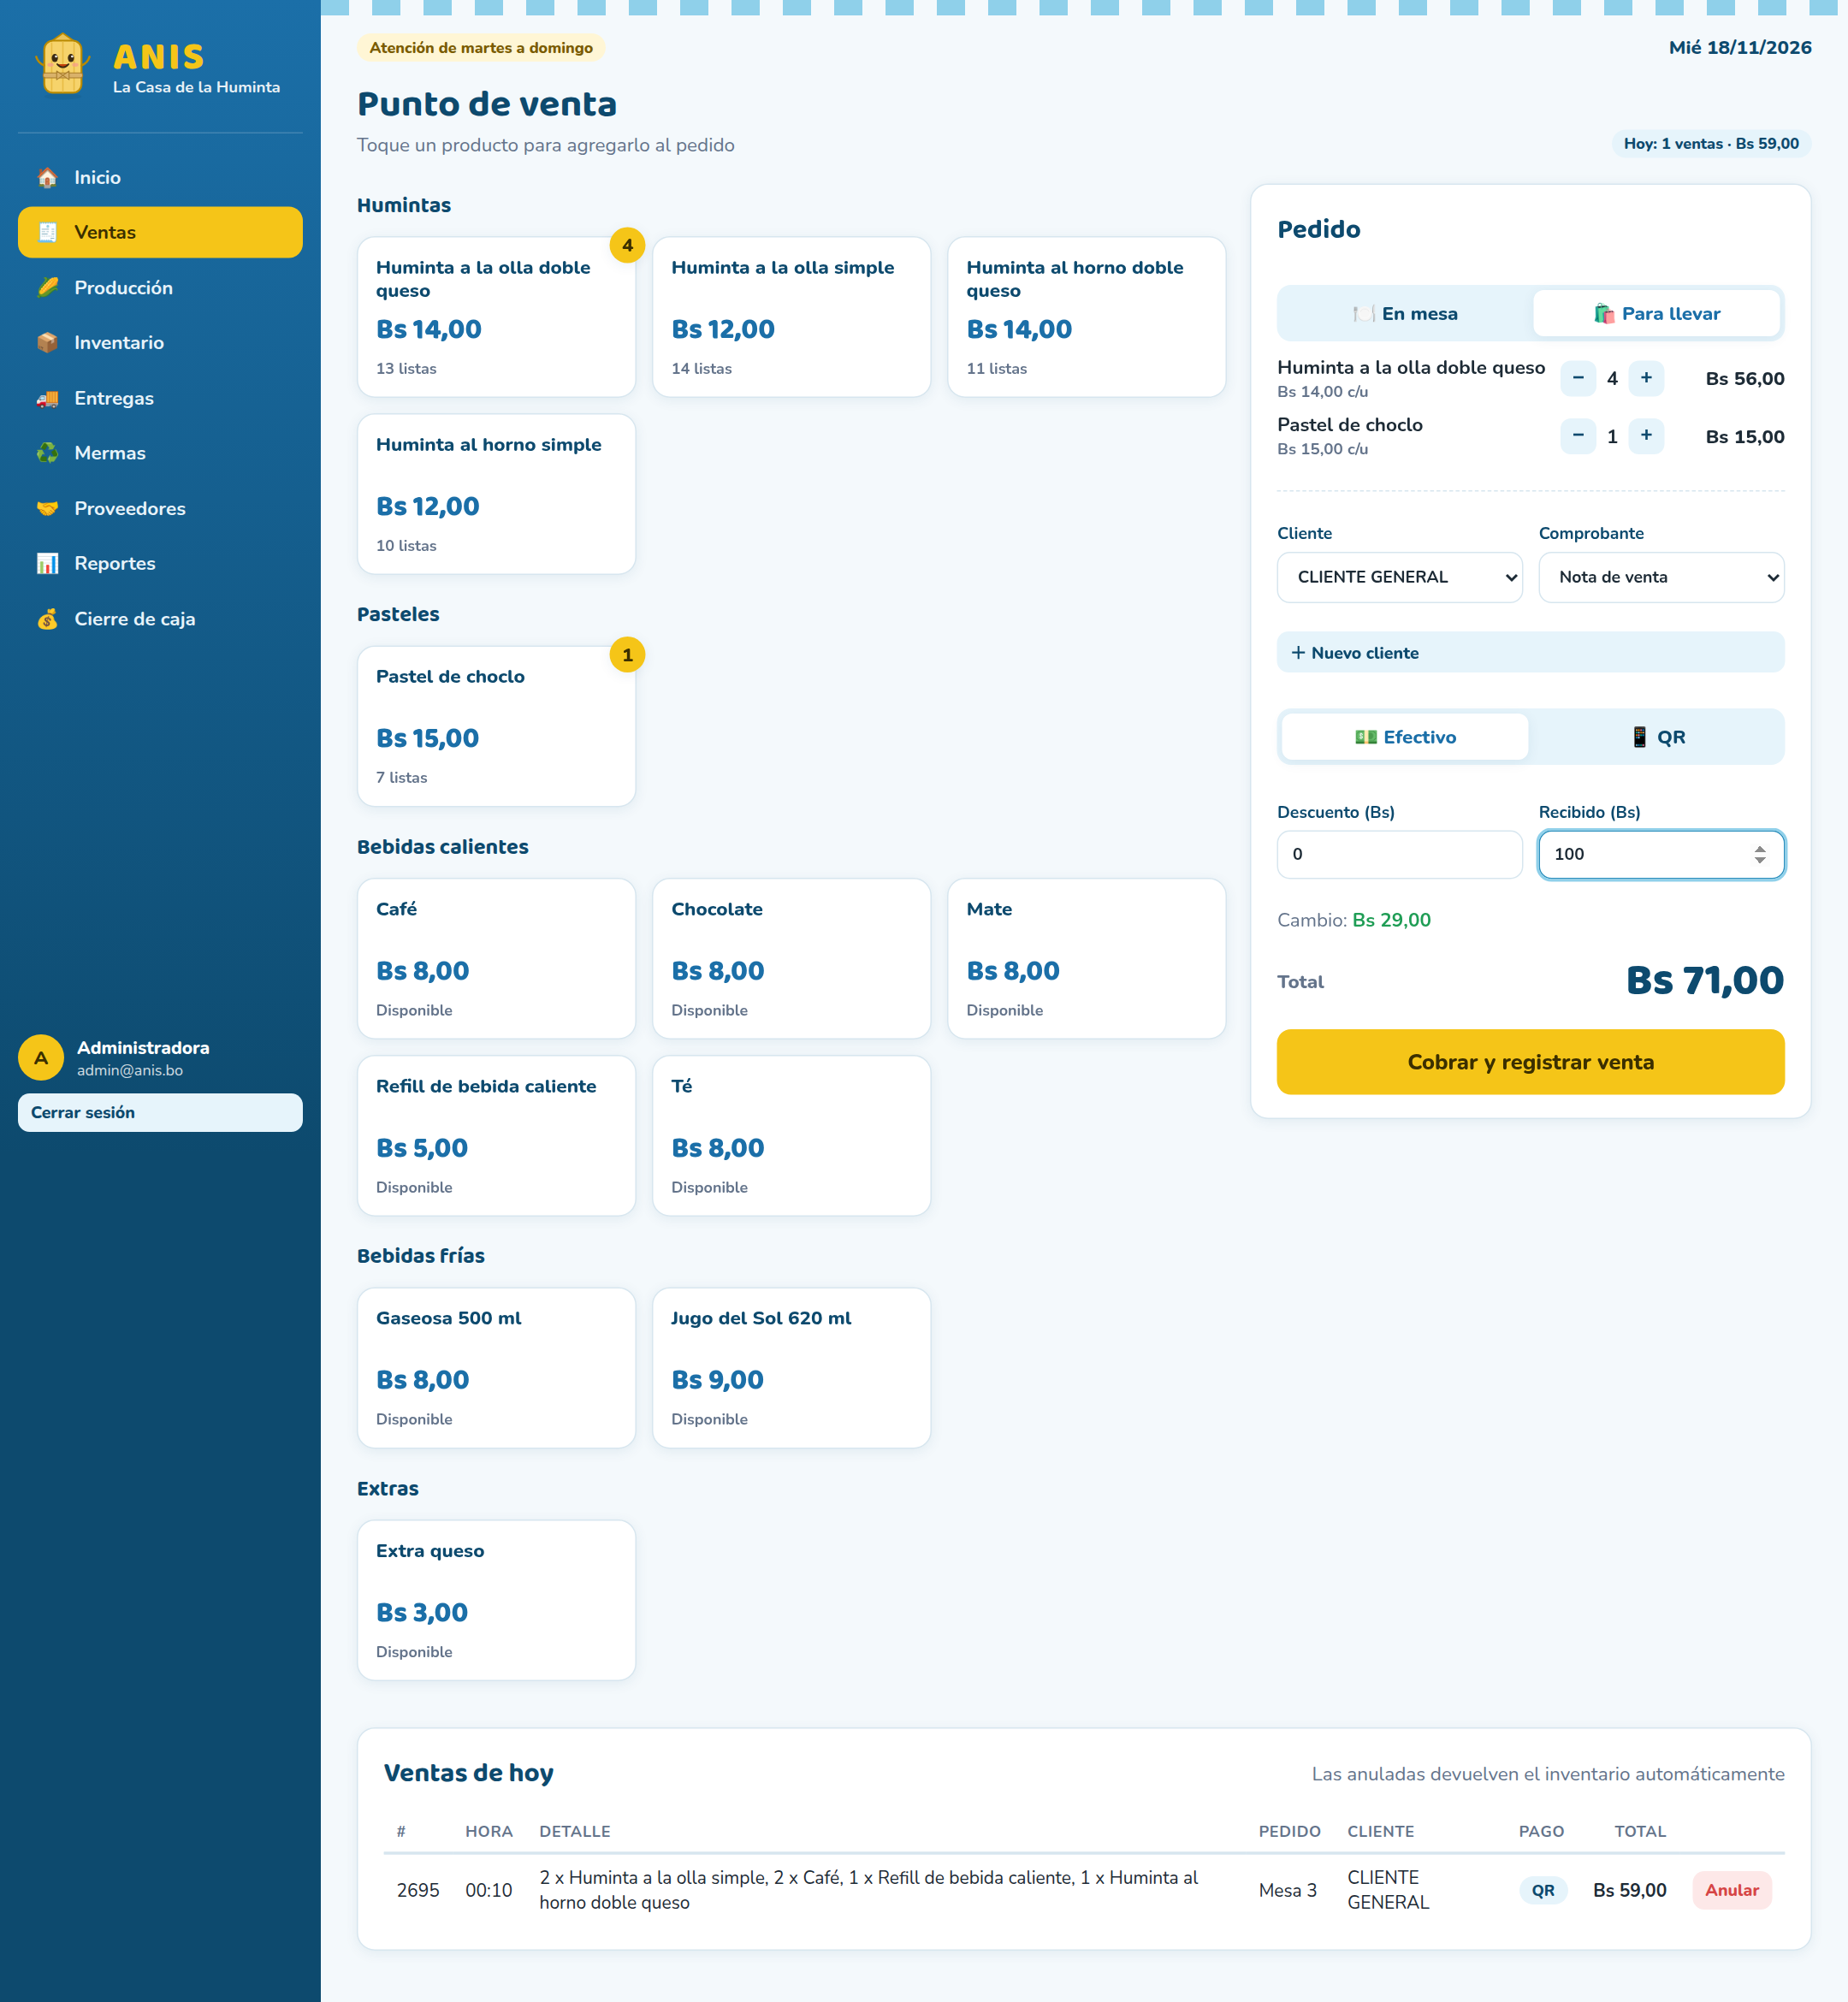 ANIS
La Casa de la Huminta
Inicio
Ventas
Producción
Inventario
Entregas
Mermas
Proveedores
Reportes
Cierre de caja
A
Administradora
admin@anis.bo
Cerrar sesión
Atención de martes a domingo
Mié 18/11/2026
Punto de venta
Toque un producto para agregarlo al pedido
Hoy: 1 ventas · Bs 59,00
Humintas
4
Huminta a la olla doble
queso
Bs 14,00
13 listas
Huminta a la olla simple
Bs 12,00
14 listas
Huminta al horno doble
queso
Bs 14,00
11 listas
Huminta al horno simple
Bs 12,00
10 listas
Pasteles
1
Pastel de choclo
Bs 15,00
7 listas
Bebidas calientes
Café
Bs 8,00
Disponible
Chocolate
Bs 8,00
Disponible
Mate
Bs 8,00
Disponible
Refill de bebida caliente
Bs 5,00
Disponible
Té
Bs 8,00
Disponible
Bebidas frías
Gaseosa 500 ml
Bs 8,00
Disponible
Jugo del Sol 620 ml
Bs 9,00
Disponible
Extras
Extra queso
Bs 3,00
Disponible
Pedido
En mesa
Para llevar
Huminta a la olla doble queso
Bs 14,00 c/u
− 4 + Bs 56,00
Pastel de choclo
Bs 15,00 c/u
− 1 + Bs 15,00
Cliente
CLIENTE GENERAL
Comprobante
Nota de venta
+ Nuevo cliente
Efectivo
QR
Descuento (Bs)
0
Recibido (Bs)
100
Cambio: Bs 29,00
Total Bs 71,00
Cobrar y registrar venta
Ventas de hoy
Las anuladas devuelven el inventario automáticamente
# HORA DETALLE PEDIDO CLIENTE PAGO TOTAL
2695 00:10 2 x Huminta a la olla simple, 2 x Café, 1 x Refill de bebida caliente, 1 x Huminta al
horno doble queso
Mesa 3
CLIENTE
GENERAL
QR
Bs 59,00
Anular